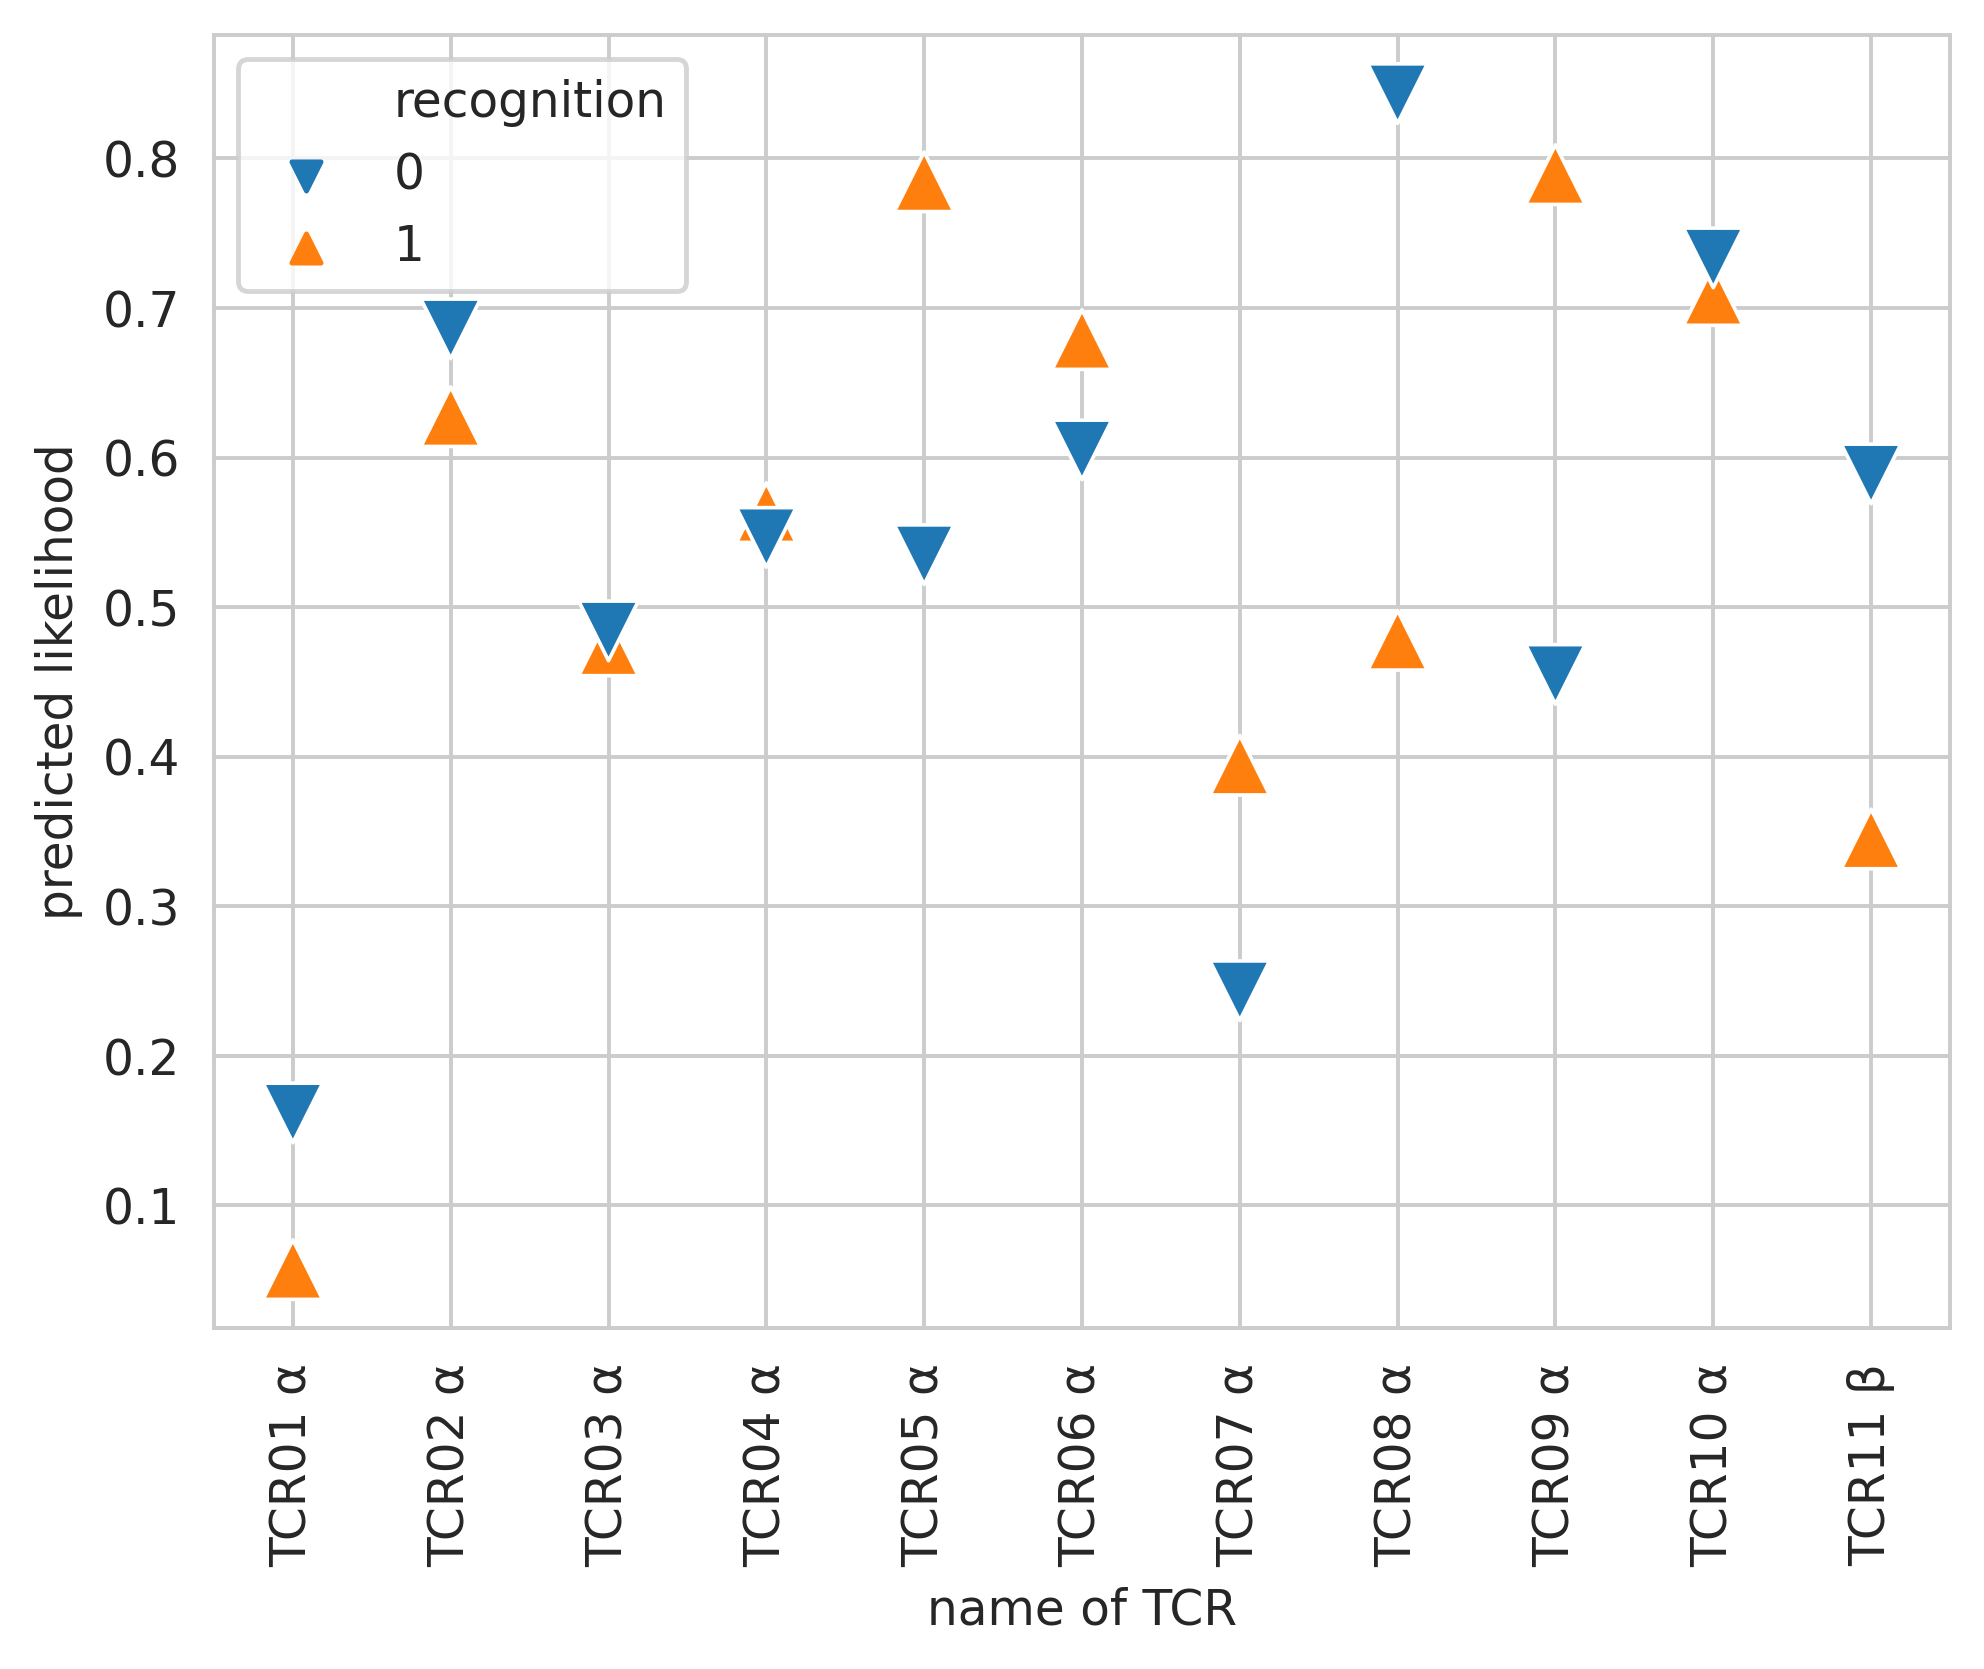 recognition
0
1
0.8
0.7
0.6
0.5
0.4
0.3
0.2
0.1
predicted likelihood
TCR01 α
TCR02 α
TCR03 α
TCR04 α
TCR05 α
TCR06 α
TCR07 α
TCR08 α
TCR09 α
TCR10 α
TCR11 β
name of TCR